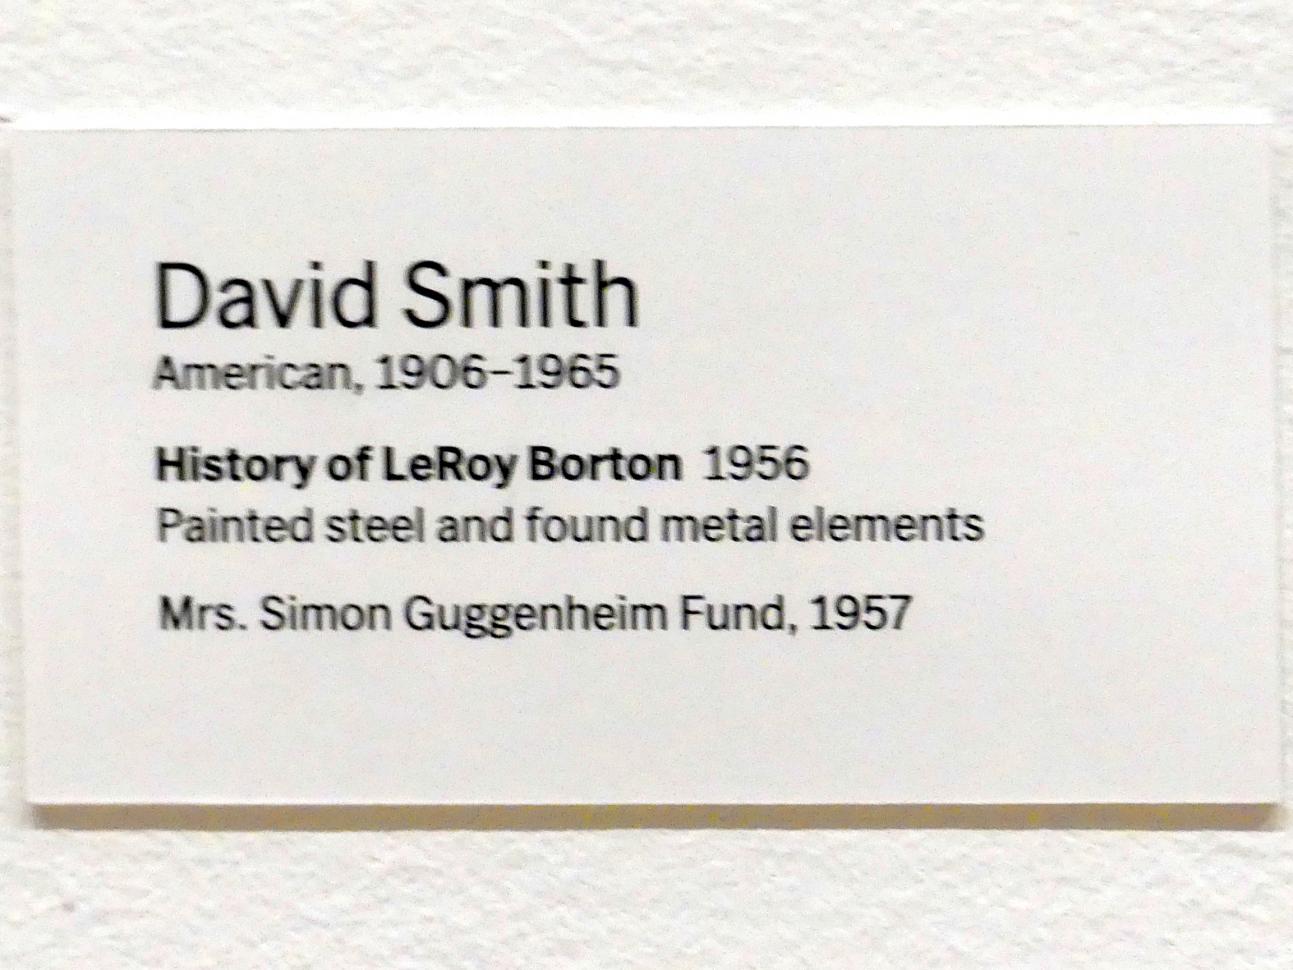 David Smith
American, 1906–1965
History of LeRoy Borton 1956
Painted steel and found metal elements
Mrs. Simon Guggenheim Fund, 1957